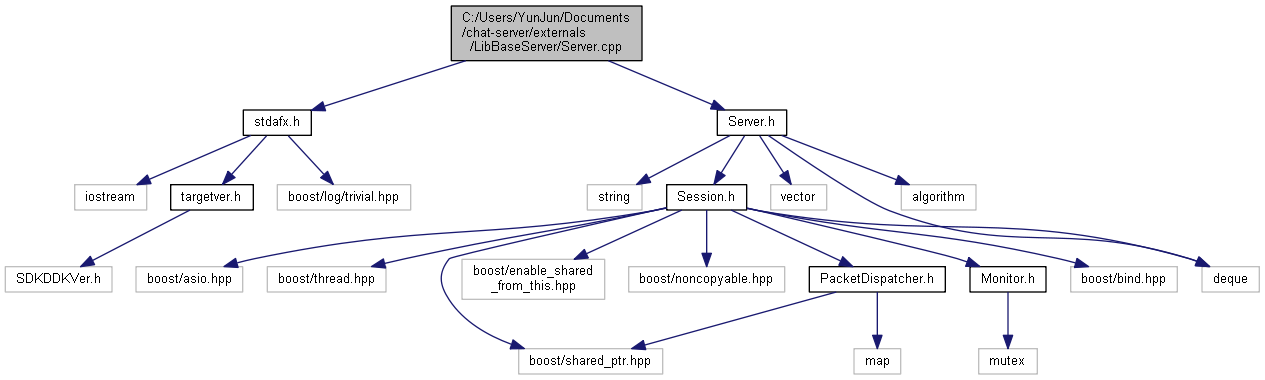 C:/Users/YunJun/Documents
/chat-server/externals
/LibBaseServer/Server.cpp
stdafx.h
Server.h
iostream
targetver.h
boost/log/trivial.hpp
string
Session.h
vector
algorithm
SDKDDKVer.h
boost/asio.hpp
boost/thread.hpp
boost/enable_shared
_from_this.hpp
boost/noncopyable.hpp
PacketDispatcher.h
Monitor.h
boost/bind.hpp
deque
boost/shared_ptr.hpp
map
mutex